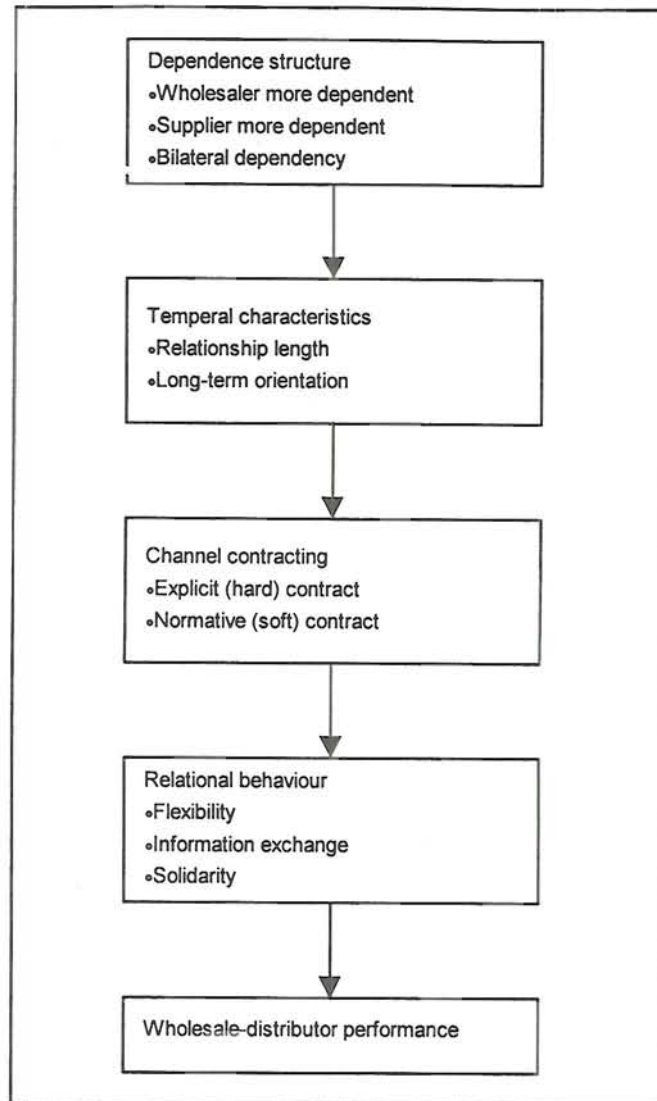 Dependence structure
•Wholesaler more dependent
•Supplier more dependent
•Bilateral dependency
Temperal characteristics
•Relationship length
•Long-term orientation
Channel contracting
•Explicit (hard) contract
•Normative (soft) contract
Relational behaviour
•Flexibility
•Information exchange
•Solidarity
Wholesale-distributor performance